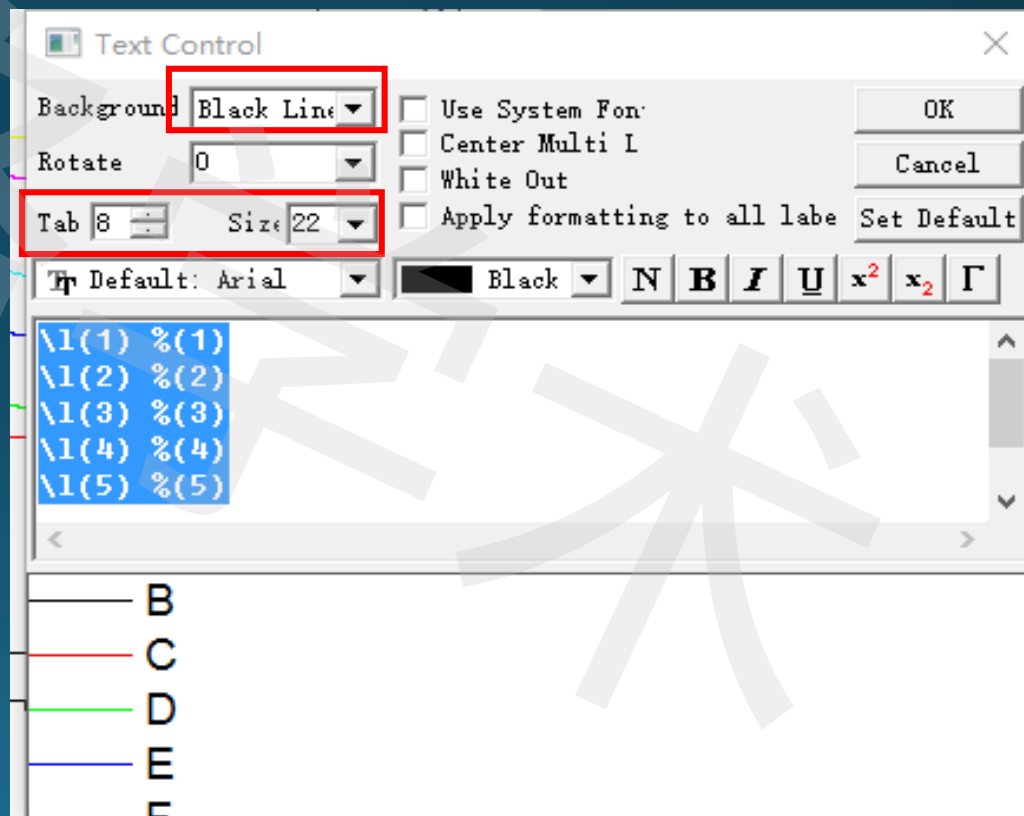 Text Control
Background Black Line Use System Fon OK
Rotate 0 Center Multi L Cancel
White Out
Tab 8 Size 22 Apply formatting to all labe Set Default
Default: Arial Black N B I U x² x₂ Γ
\l(1) %(1)
\l(2) %(2)
\l(3) %(3)
\l(4) %(4)
\l(5) %(5)
B
C
D
E
学术